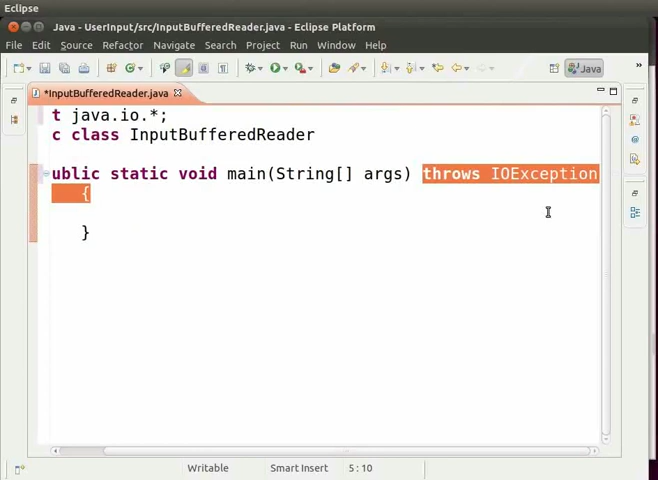 Eclipse
Java - UserInput/src/InputBufferedReader.java - Eclipse Platform
File Edit Source Refactor Navigate Search Project Run Window Help
Java
»
*InputBufferedReader.java
t java.io.*;
c class InputBufferedReader
ublic static void main(String[] args) throws IOException
{
}
Writable Smart Insert 5:10